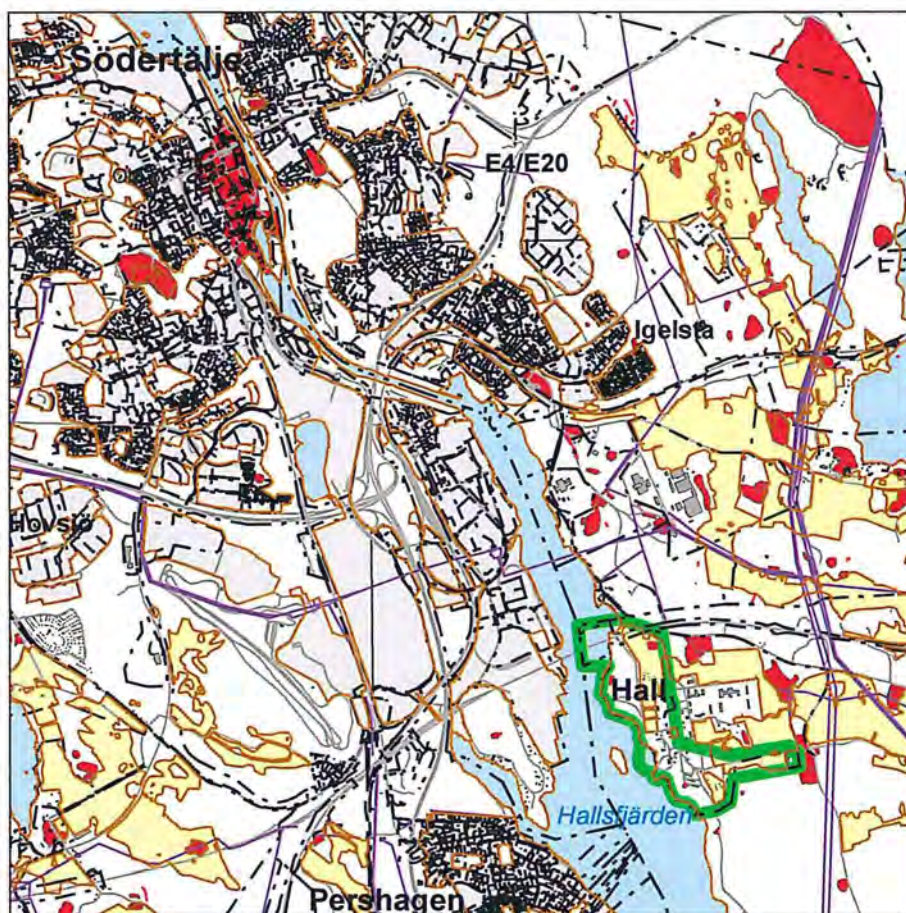 Södertälje
E4/E20
Igelsta
Hovsjö
Hall
Hallsfjärden
Pershagen